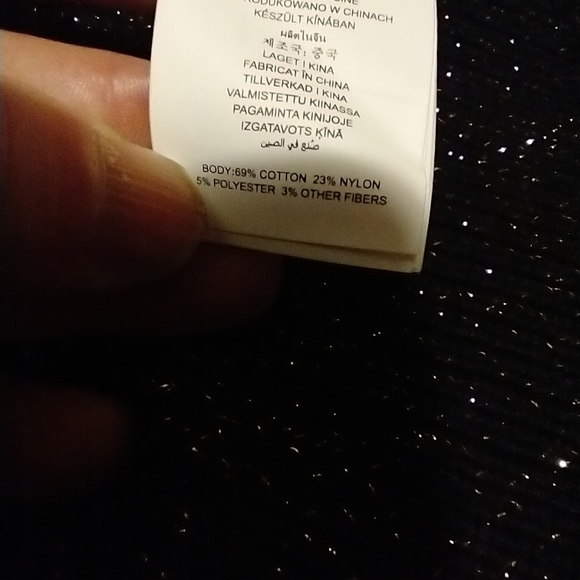 RODUKOWANO W CHINACH
KÉSZÜLT KÍNÁBAN
ผลิตในจีน
제조국: 중국
LAGET I KINA
FABRICAT ÎN CHINA
TILLVERKAD I KINA
VALMISTETTU KIINASSA
PAGAMINTA KINIJOJE
IZGATAVOTS ĶĪNĀ
صُنع في الصين
BODY:69% COTTON 23% NYLON
5% POLYESTER 3% OTHER FIBERS